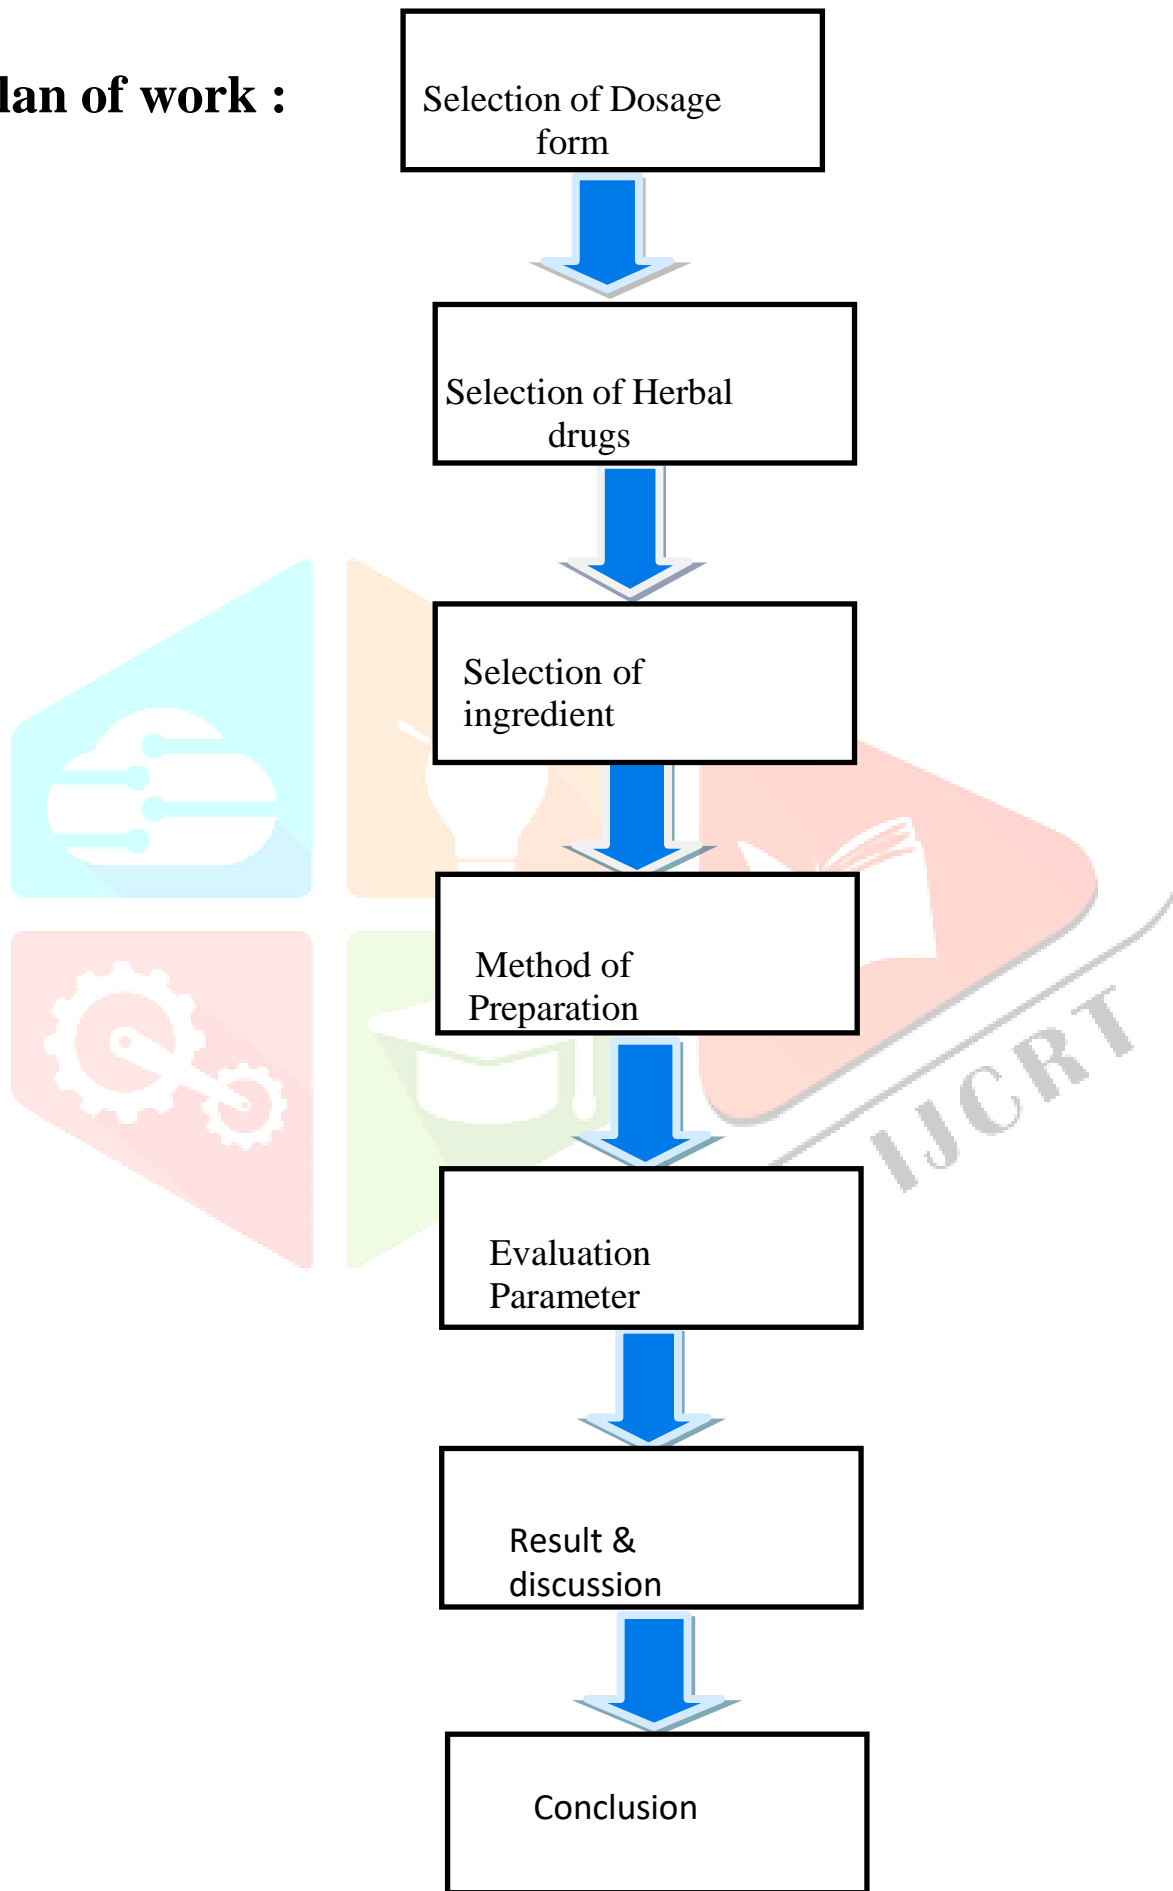 lan of work :
Selection of Dosage
form
Selection of Herbal
drugs
Selection of
ingredient
Method of
Preparation
IJCRT
Evaluation
Parameter
Result &
discussion
Conclusion